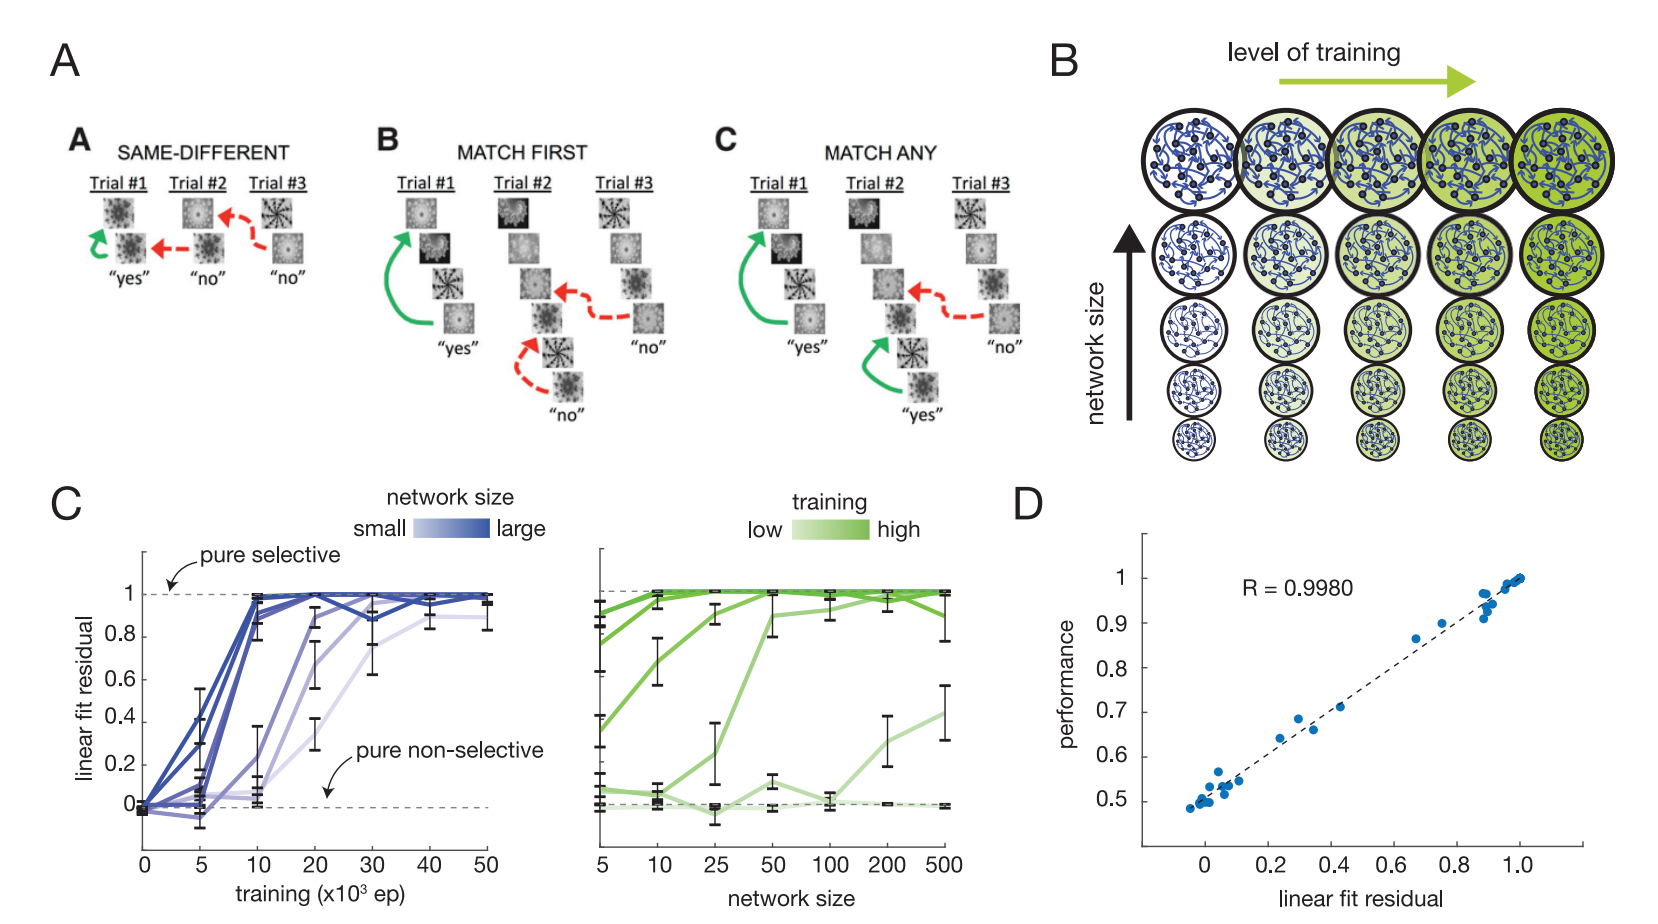 A
A SAME-DIFFERENT
Trial #1 Trial #2 Trial #3
"yes" "no" "no"
B MATCH FIRST
Trial #1 Trial #2 Trial #3
"yes"
"no"
"no"
C MATCH ANY
Trial #1 Trial #2 Trial #3
"yes"
"yes"
"no"
B
level of training
network size
C
network size
small large
pure selective
pure non-selective
linear fit residual
1
0.8
0.6
0.4
0.2
0
0 5 10 20 30 40 50
training (x10³ ep)
training
low high
5 10 25 50 100 200 500
network size
D
R = 0.9980
performance
1
0.9
0.8
0.7
0.6
0.5
0 0.2 0.4 0.6 0.8 1.0
linear fit residual